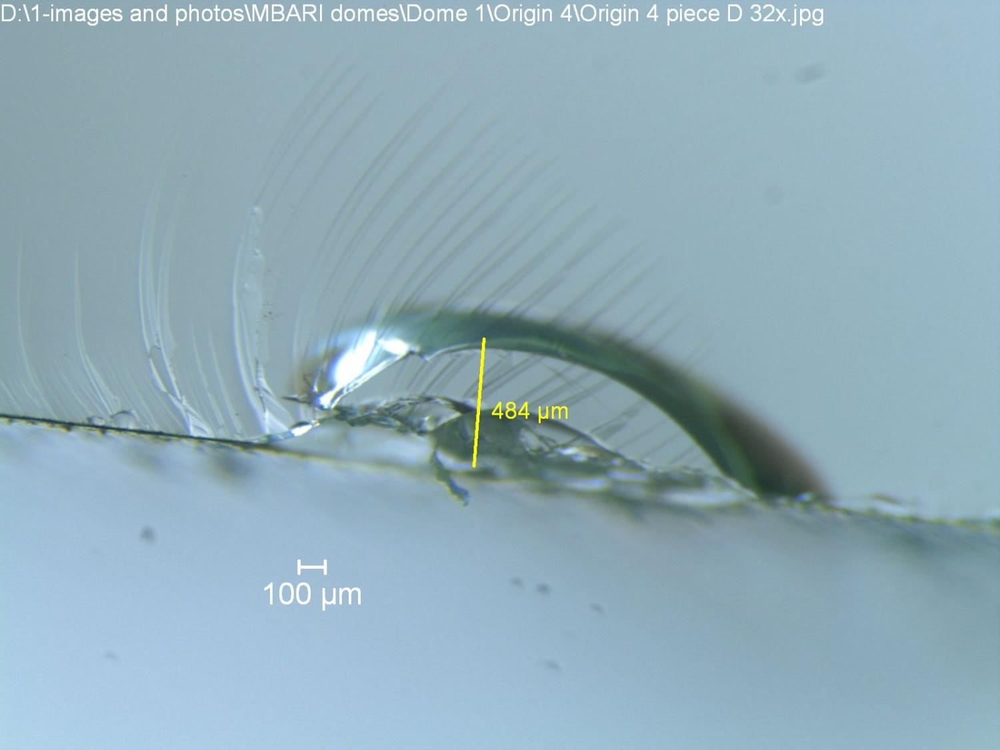 D:\1-images and photos\MBARI domes\Dome 1\Origin 4\Origin 4 piece D 32x.jpg
484 µm
100 µm